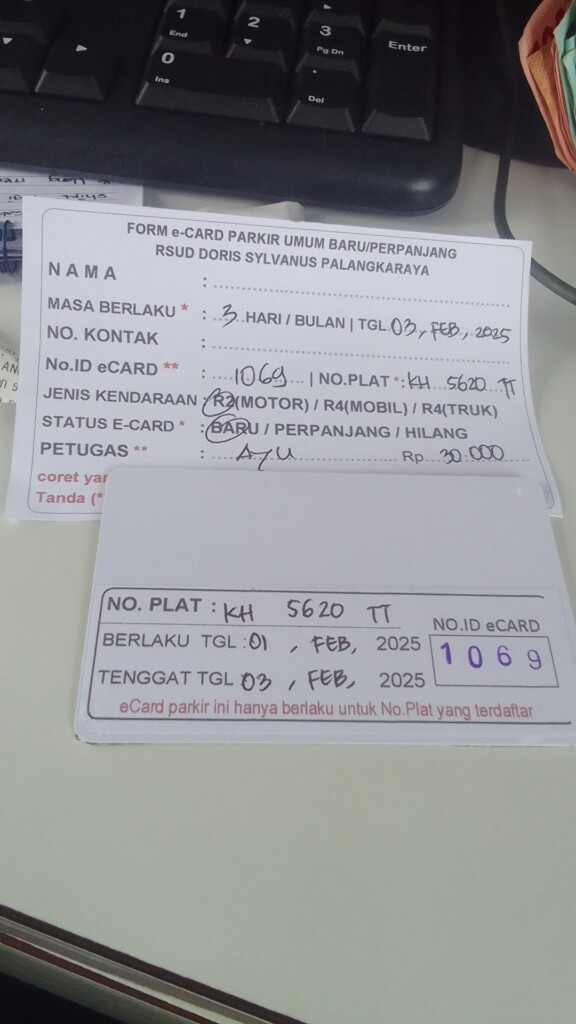 1
End
2
3
Pg Dn
Enter
0
Ins
Del
FORM e-CARD PARKIR UMUM BARU/PERPANJANG
RSUD DORIS SYLVANUS PALANGKARAYA
N A M A :
MASA BERLAKU * : 3 HARI / BULAN | TGL 03, FEB, 2025
NO. KONTAK :
No.ID eCARD ** : 1069 | NO.PLAT *: KH 5620 TT
JENIS KENDARAAN : R2(MOTOR) / R4(MOBIL) / R4(TRUK)
STATUS E-CARD * : BARU / PERPANJANG / HILANG
PETUGAS ** : AYU Rp 30.000
coret
Tanda (*
NO. PLAT : KH 5620 TT
BERLAKU TGL : 01 , FEB, 2025
TENGGAT TGL 03 , FEB, 2025
NO.ID eCARD
1069
eCard parkir ini hanya berlaku untuk No.Plat yang terdaftar